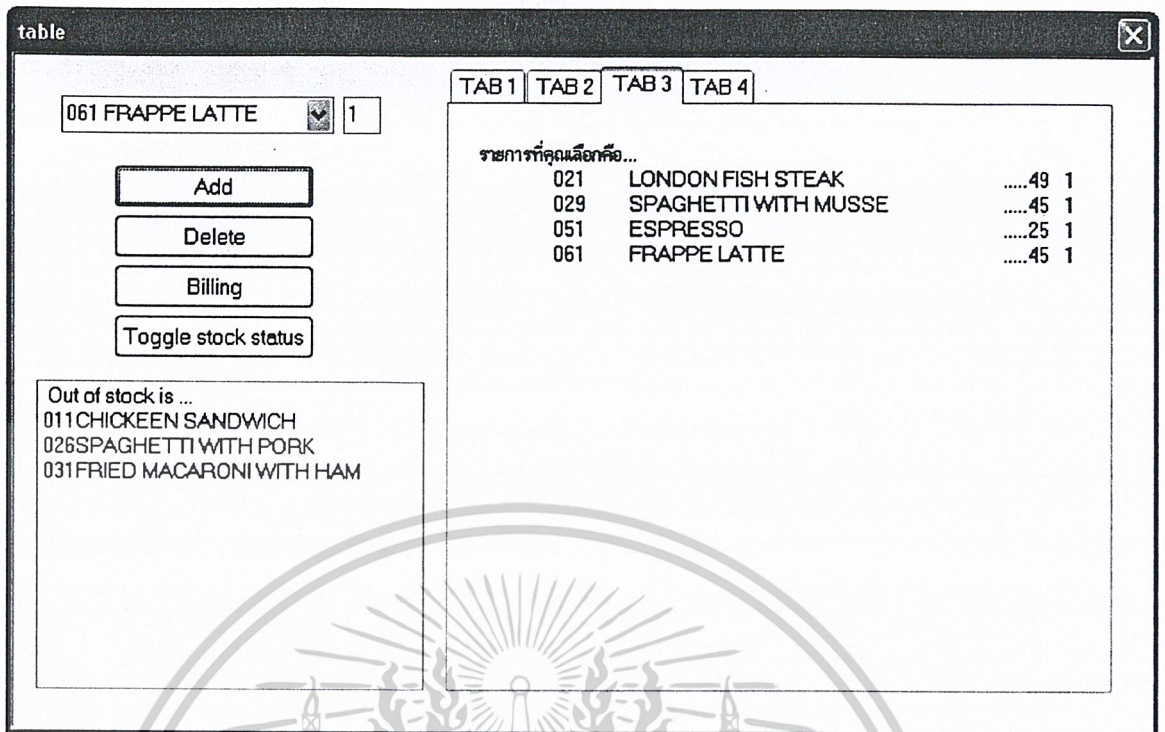 table
061 FRAPPE LATTE 1
Add
Delete
Billing
Toggle stock status
Out of stock is ...
011CHICKEEN SANDWICH
026SPAGHETTI WITH PORK
031FRIED MACARONI WITH HAM
TAB 1 TAB 2 TAB 3 TAB 4
รายการที่คุณเลือกคือ...
021 LONDON FISH STEAK .....49 1
029 SPAGHETTI WITH MUSSE .....45 1
051 ESPRESSO .....25 1
061 FRAPPE LATTE .....45 1